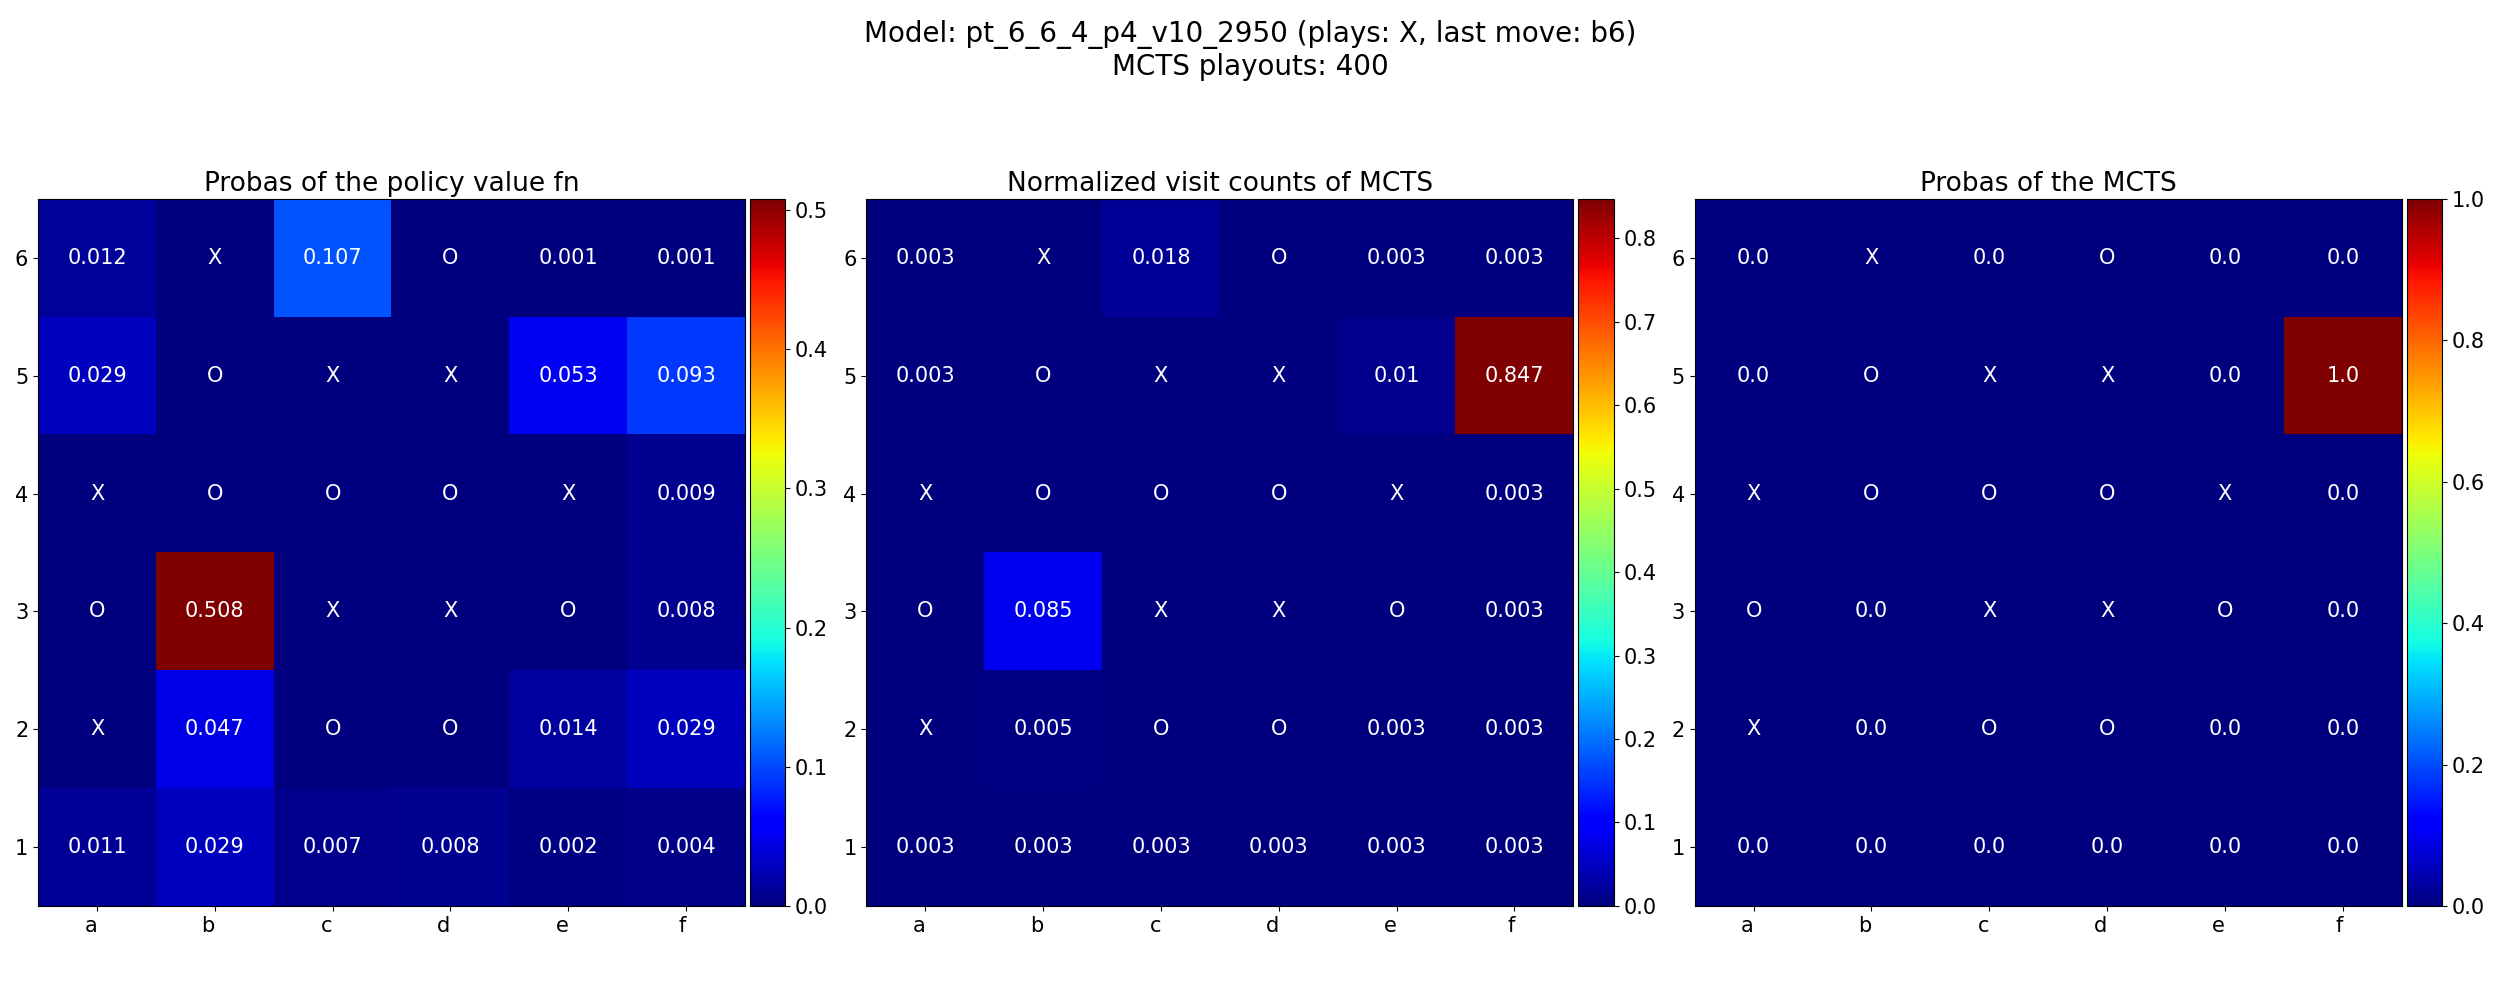 Model: pt_6_6_4_p4_v10_2950 (plays: X, last move: b6)
MCTS playouts: 400
Probas of the policy value fn
6 0.012 X 0.107 O 0.001 0.001
5 0.029 O X X 0.053 0.093
4 X O O O X 0.009
3 O 0.508 X X O 0.008
2 X 0.047 O O 0.014 0.029
1 0.011 0.029 0.007 0.008 0.002 0.004
a b c d e f
0.5
0.4
0.3
0.2
0.1
0.0
Normalized visit counts of MCTS
6 0.003 X 0.018 O 0.003 0.003
5 0.003 O X X 0.01 0.847
4 X O O O X 0.003
3 O 0.085 X X O 0.003
2 X 0.005 O O 0.003 0.003
1 0.003 0.003 0.003 0.003 0.003 0.003
a b c d e f
0.8
0.7
0.6
0.5
0.4
0.3
0.2
0.1
0.0
Probas of the MCTS
6 0.0 X 0.0 O 0.0 0.0
5 0.0 O X X 0.0 1.0
4 X O O O X 0.0
3 O 0.0 X X O 0.0
2 X 0.0 O O 0.0 0.0
1 0.0 0.0 0.0 0.0 0.0 0.0
a b c d e f
1.0
0.8
0.6
0.4
0.2
0.0